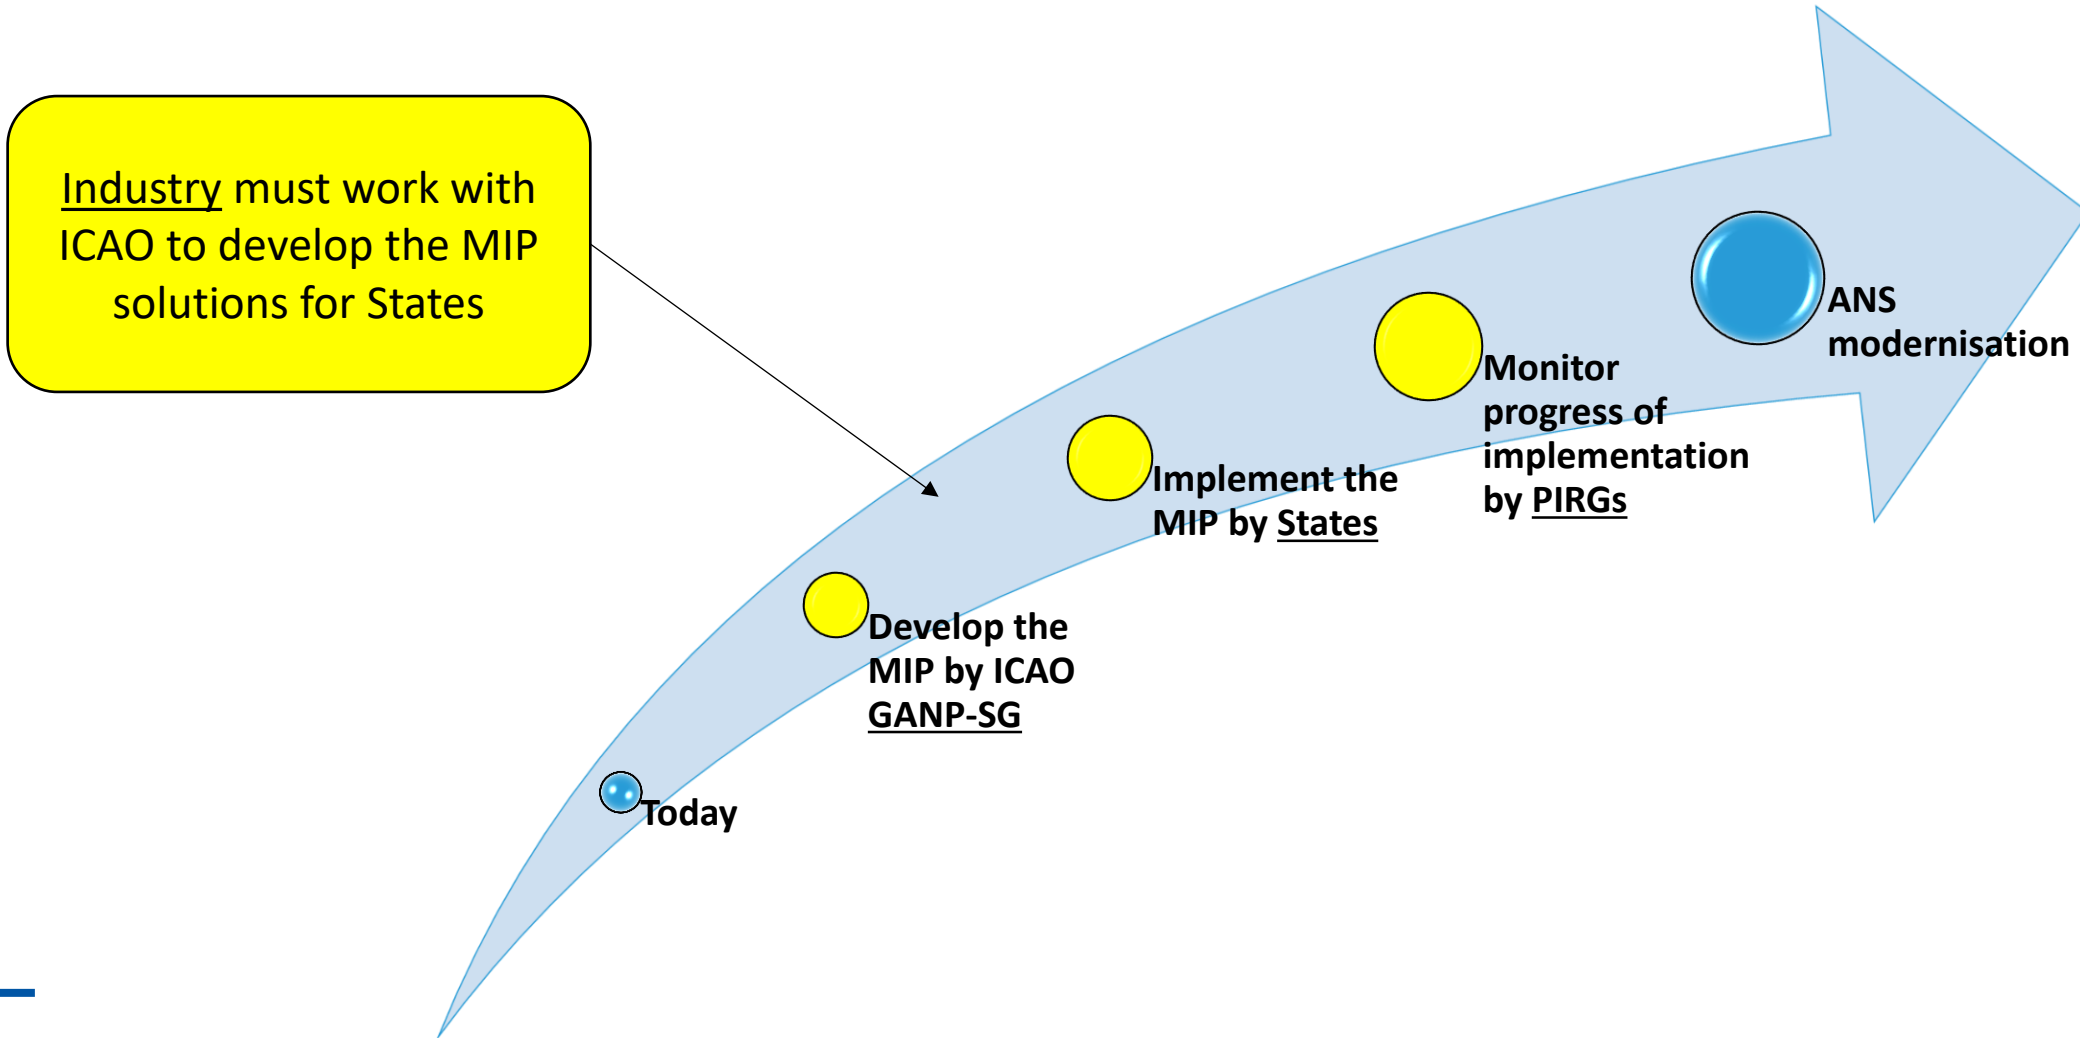 Industry must work with
ICAO to develop the MIP
solutions for States
Today
Develop the
MIP by ICAO
GANP-SG
Implement the
MIP by States
Monitor
progress of
implementation
by PIRGs
ANS
modernisation